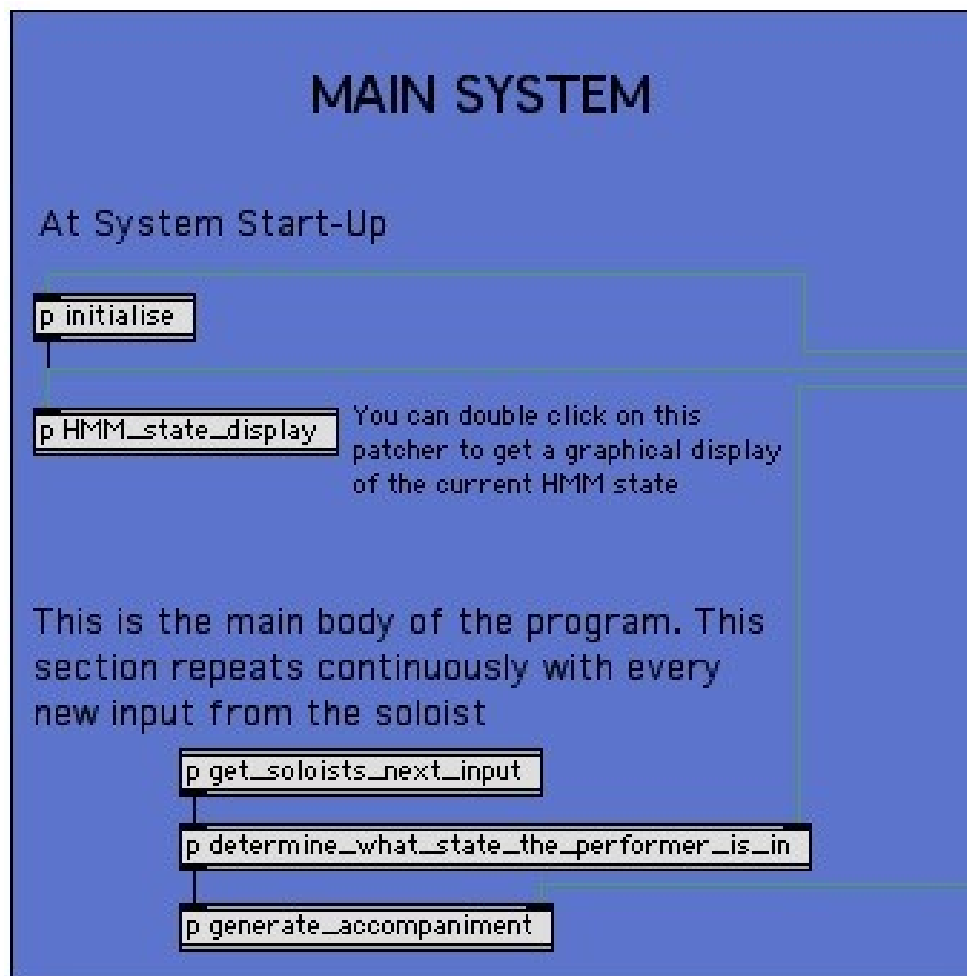 MAIN SYSTEM
At System Start-Up
p initialise
p HMM_state_display
You can double click on this
patcher to get a graphical display
of the current HMM state
This is the main body of the program. This
section repeats continuously with every
new input from the soloist
p get_soloists_next_input
p determine_what_state_the_performer_is_in
p generate_accompaniment